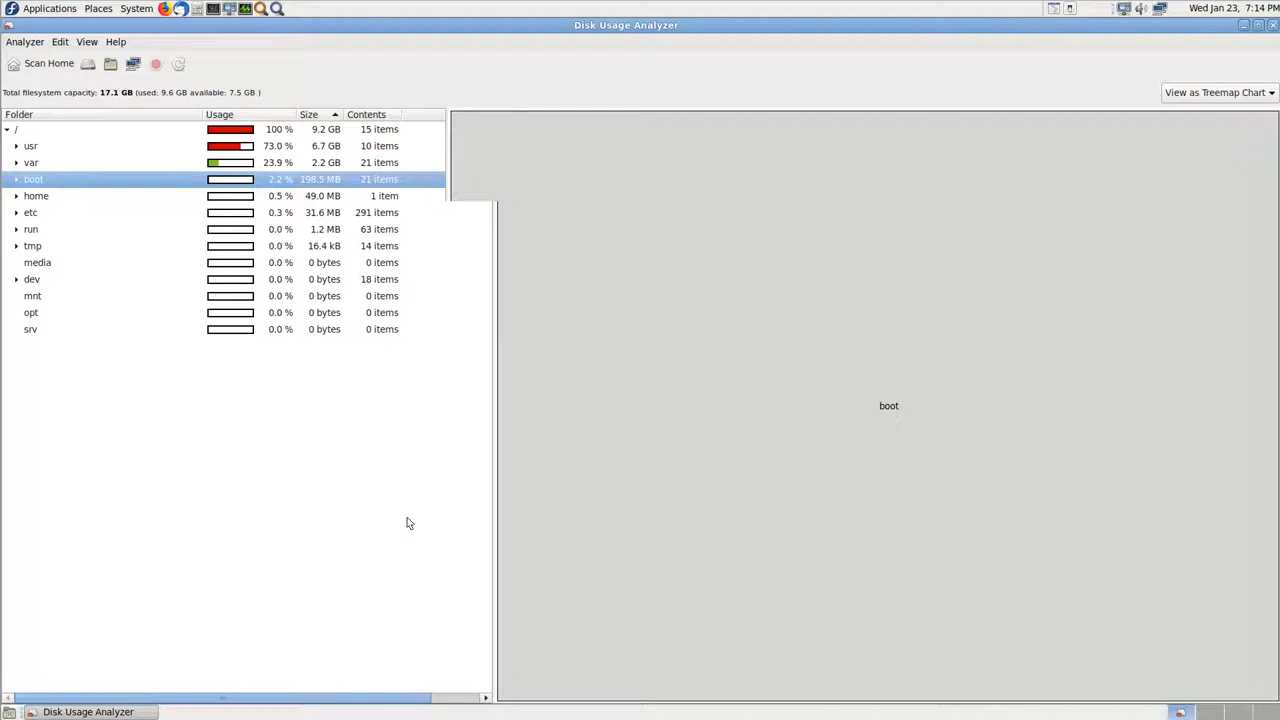 Applications Places System Wed Jan 23, 7:14 PM
Disk Usage Analyzer
Analyzer Edit View Help
Scan Home
Total filesystem capacity: 17.1 GB (used: 9.6 GB available: 7.5 GB )
View as Treemap Chart
Folder Usage Size Contents
/ 100 % 9.2 GB 15 items
usr 73.0 % 6.7 GB 10 items
var 23.9 % 2.2 GB 21 items
boot 2.2 % 198.5 MB 21 items
home 0.5 % 49.0 MB 1 item
etc 0.3 % 31.6 MB 291 items
run 0.0 % 1.2 MB 63 items
tmp 0.0 % 16.4 kB 14 items
media 0.0 % 0 bytes 0 items
dev 0.0 % 0 bytes 18 items
mnt 0.0 % 0 bytes 0 items
opt 0.0 % 0 bytes 0 items
srv 0.0 % 0 bytes 0 items
boot
Disk Usage Analyzer